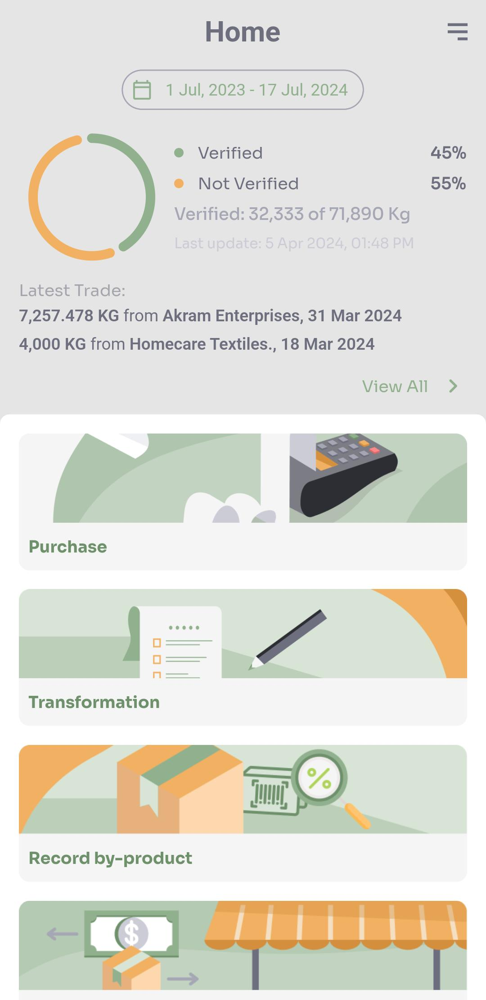 Home
1 Jul, 2023 - 17 Jul, 2024
Verified 45%
Not Verified 55%
Verified: 32,333 of 71,890 Kg
Last update: 5 Apr 2024, 01:48 PM
Latest Trade:
7,257.478 KG from Akram Enterprises, 31 Mar 2024
4,000 KG from Homecare Textiles., 18 Mar 2024
View All
Purchase
Transformation
%
Record by-product
$